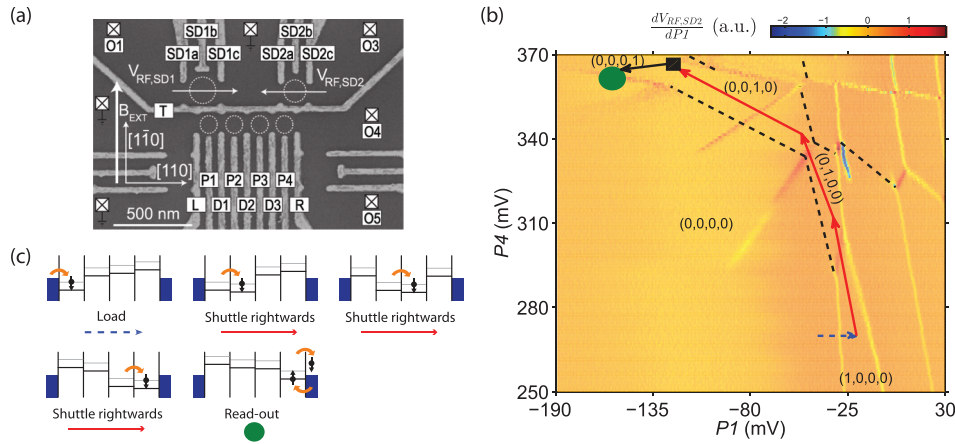 (a)
SD1b
SD2b
O1
SD1a
SD1c
SD2a
SD2c
O3
V_RF,SD1
V_RF,SD2
B_EXT
T
[11̅0]
O4
[110]
P1
P2
P3
P4
L
D1
D2
D3
R
500 nm
O5
(b)
dV_RF,SD2
dP1
(a.u.)
−2
−1
0
1
370
340
310
280
250
P4 (mV)
(0,0,0,1)
(0,0,1,0)
(0,1,0,0)
(0,0,0,0)
(1,0,0,0)
−190
−135
−80
−25
30
P1 (mV)
(c)
Load
Shuttle rightwards
Shuttle rightwards
Shuttle rightwards
Read-out